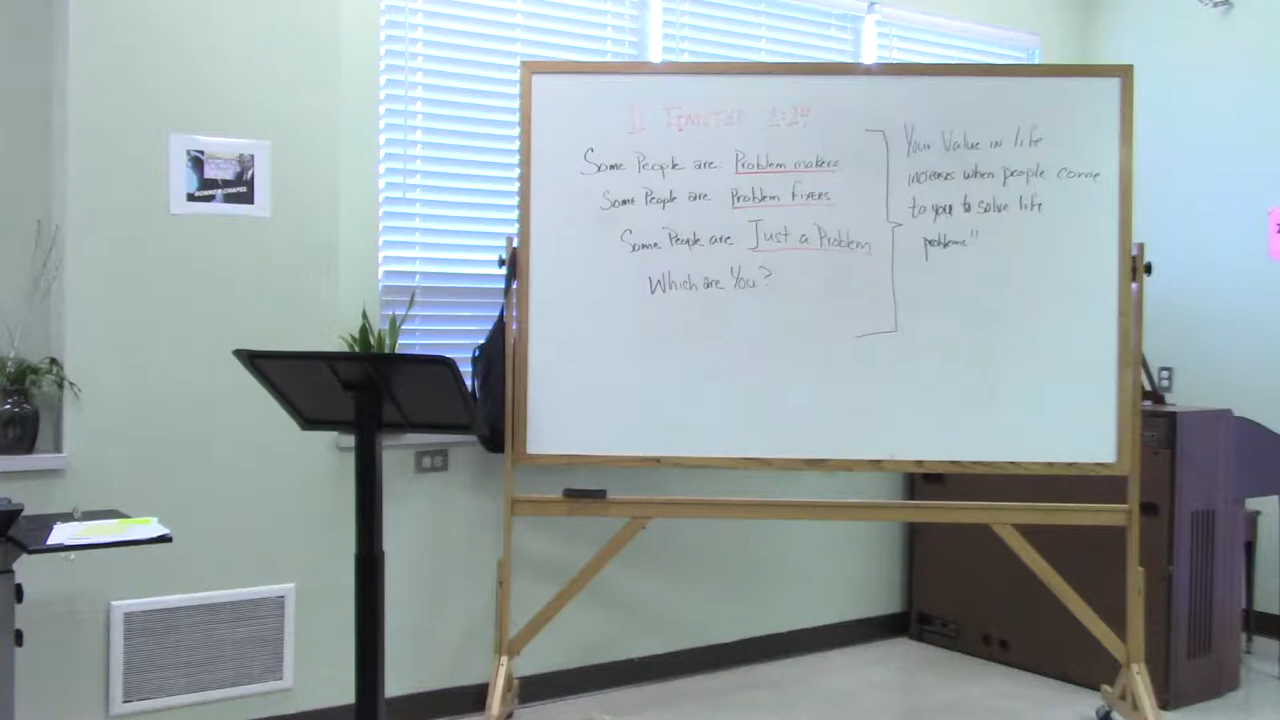 II Timothy 2:24
Some People are: Problem makers
Some People are Problem fixers
Some People are Just a Problem
Which are You?
Your Value in life
increases when people come
to you to solve life
problems"
CHAPEL